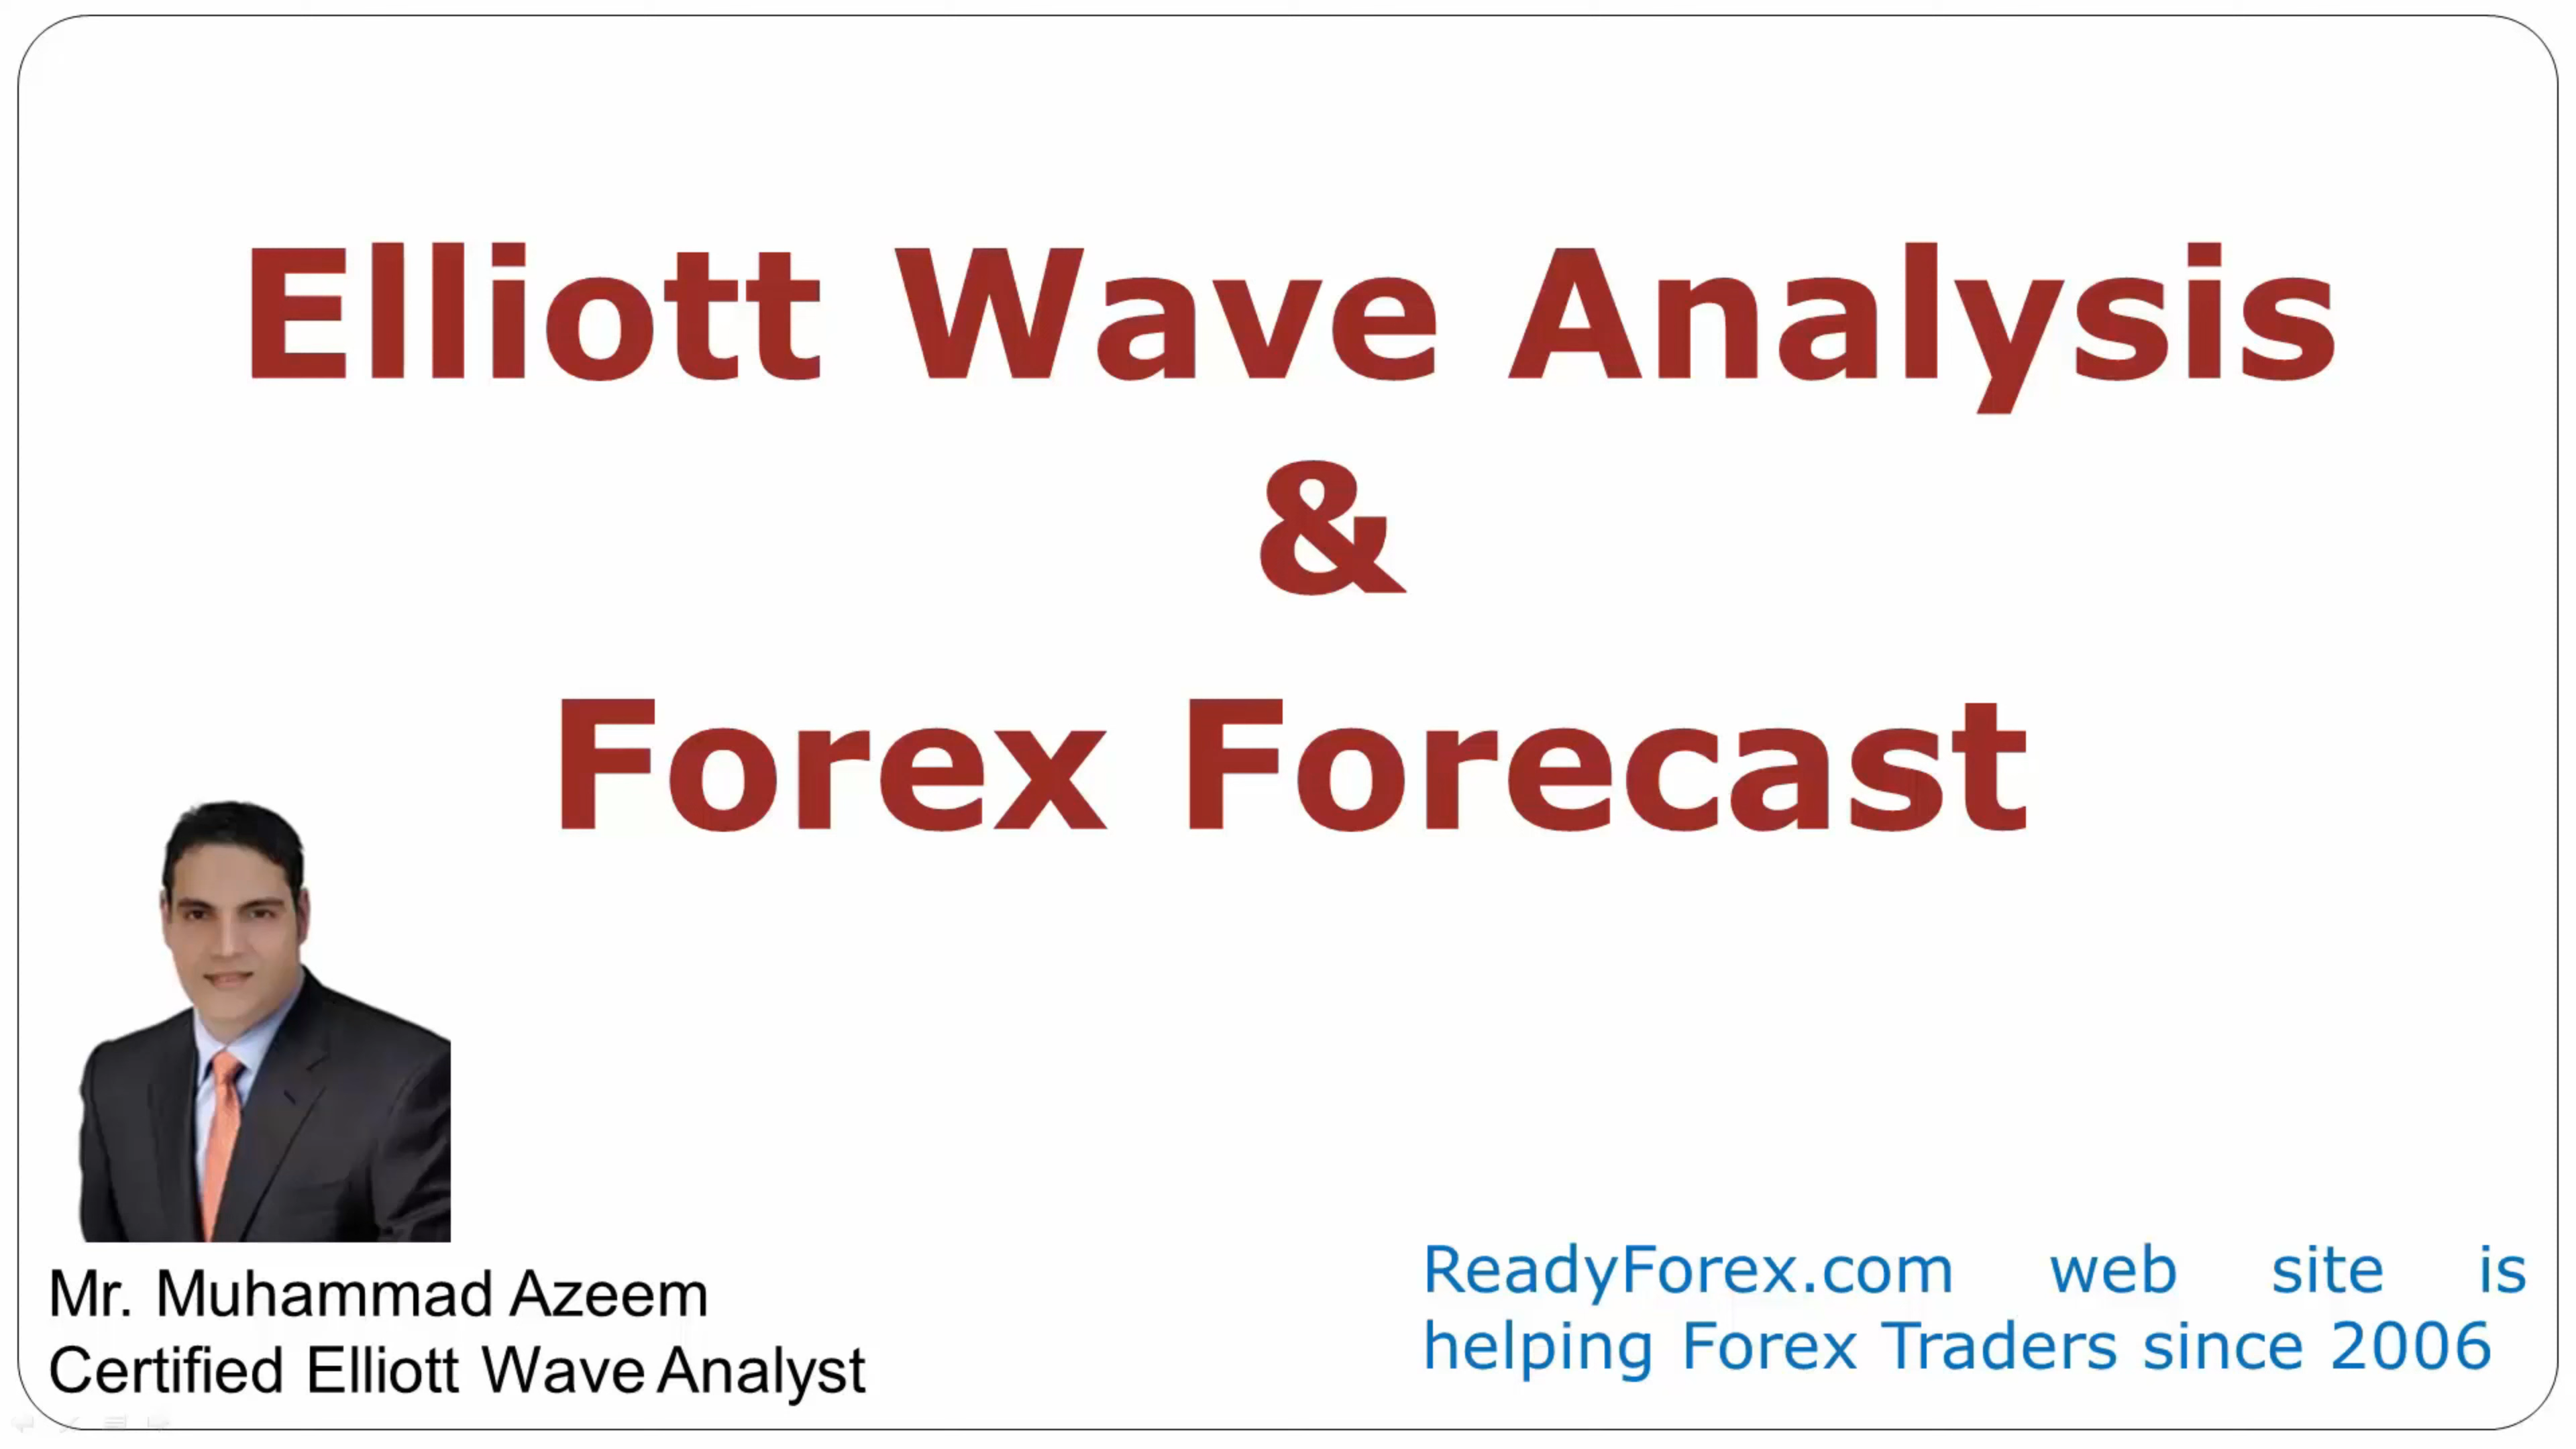 Elliott Wave Analysis
&
Forex Forecast
Mr. Muhammad Azeem
Certified Elliott Wave Analyst
ReadyForex.com web site is
helping Forex Traders since 2006